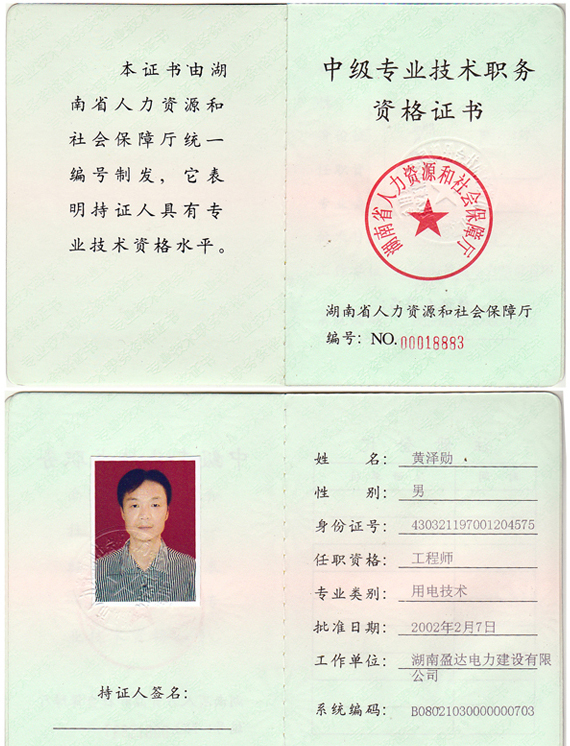 本证书由湖
南省人力资源和
社会保障厅统一
编号制发，它表
明持证人具有专
业技术资格水平。
中级专业技术职务
资格证书
湖南省人力资源和社会保障厅
湖南省人力资源和社会保障厅
编号：NO.00018883
持证人签名：
姓 名： 黄泽勋
性 别： 男
身份证号： 430321197001204575
任职资格： 工程师
专业类别： 用电技术
批准日期： 2002年2月7日
工作单位： 湖南盈达电力建设有限
公司
系统编码： B08021030000000703